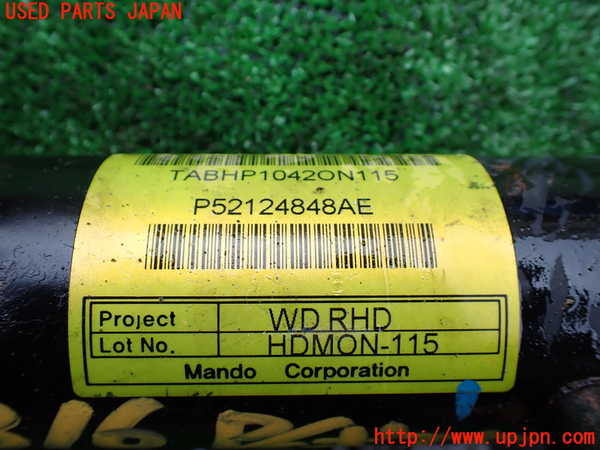 USED PARTS JAPAN
TABHP1042ON115
P52124848AE
Project WD RHD
Lot No. HDMON-115
Mando Corporation
http://www.upjpn.com